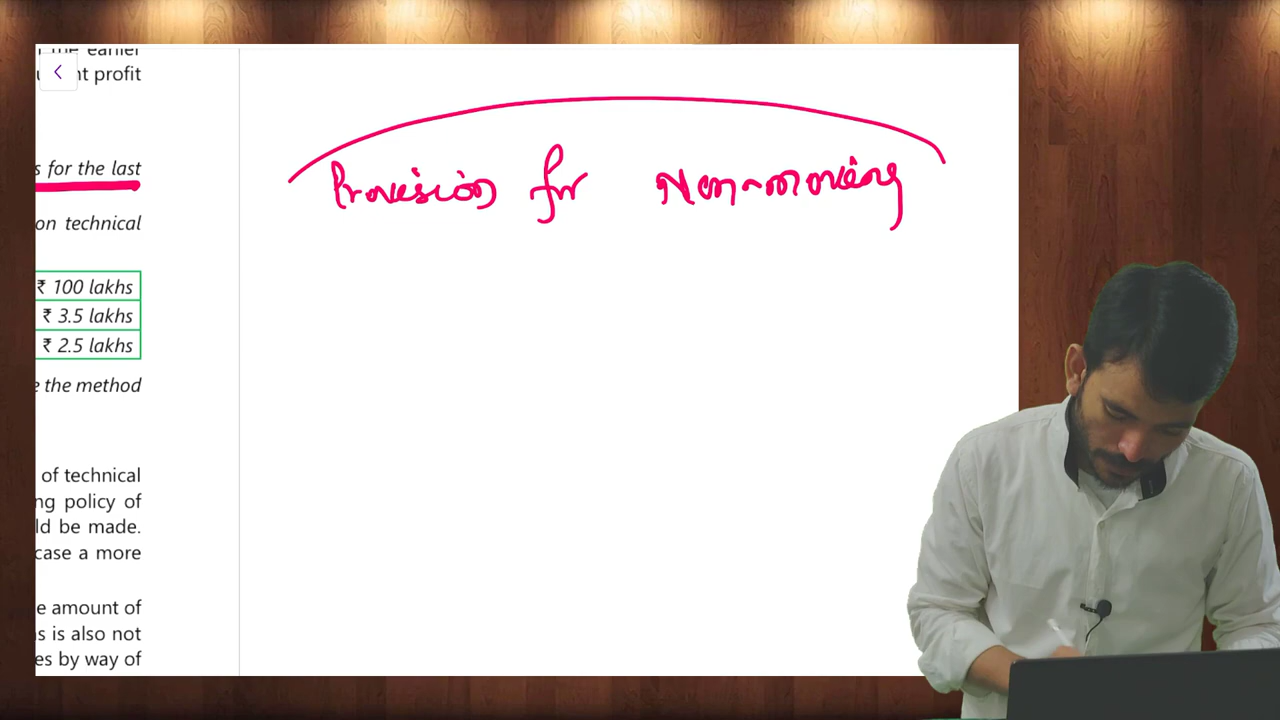 the earlier
nt profit
s for the last
on technical
₹ 100 lakhs
₹ 3.5 lakhs
₹ 2.5 lakhs
e the method
of technical
ng policy of
ld be made.
case a more
e amount of
s is also not
es by way of
Provision for Non-moving